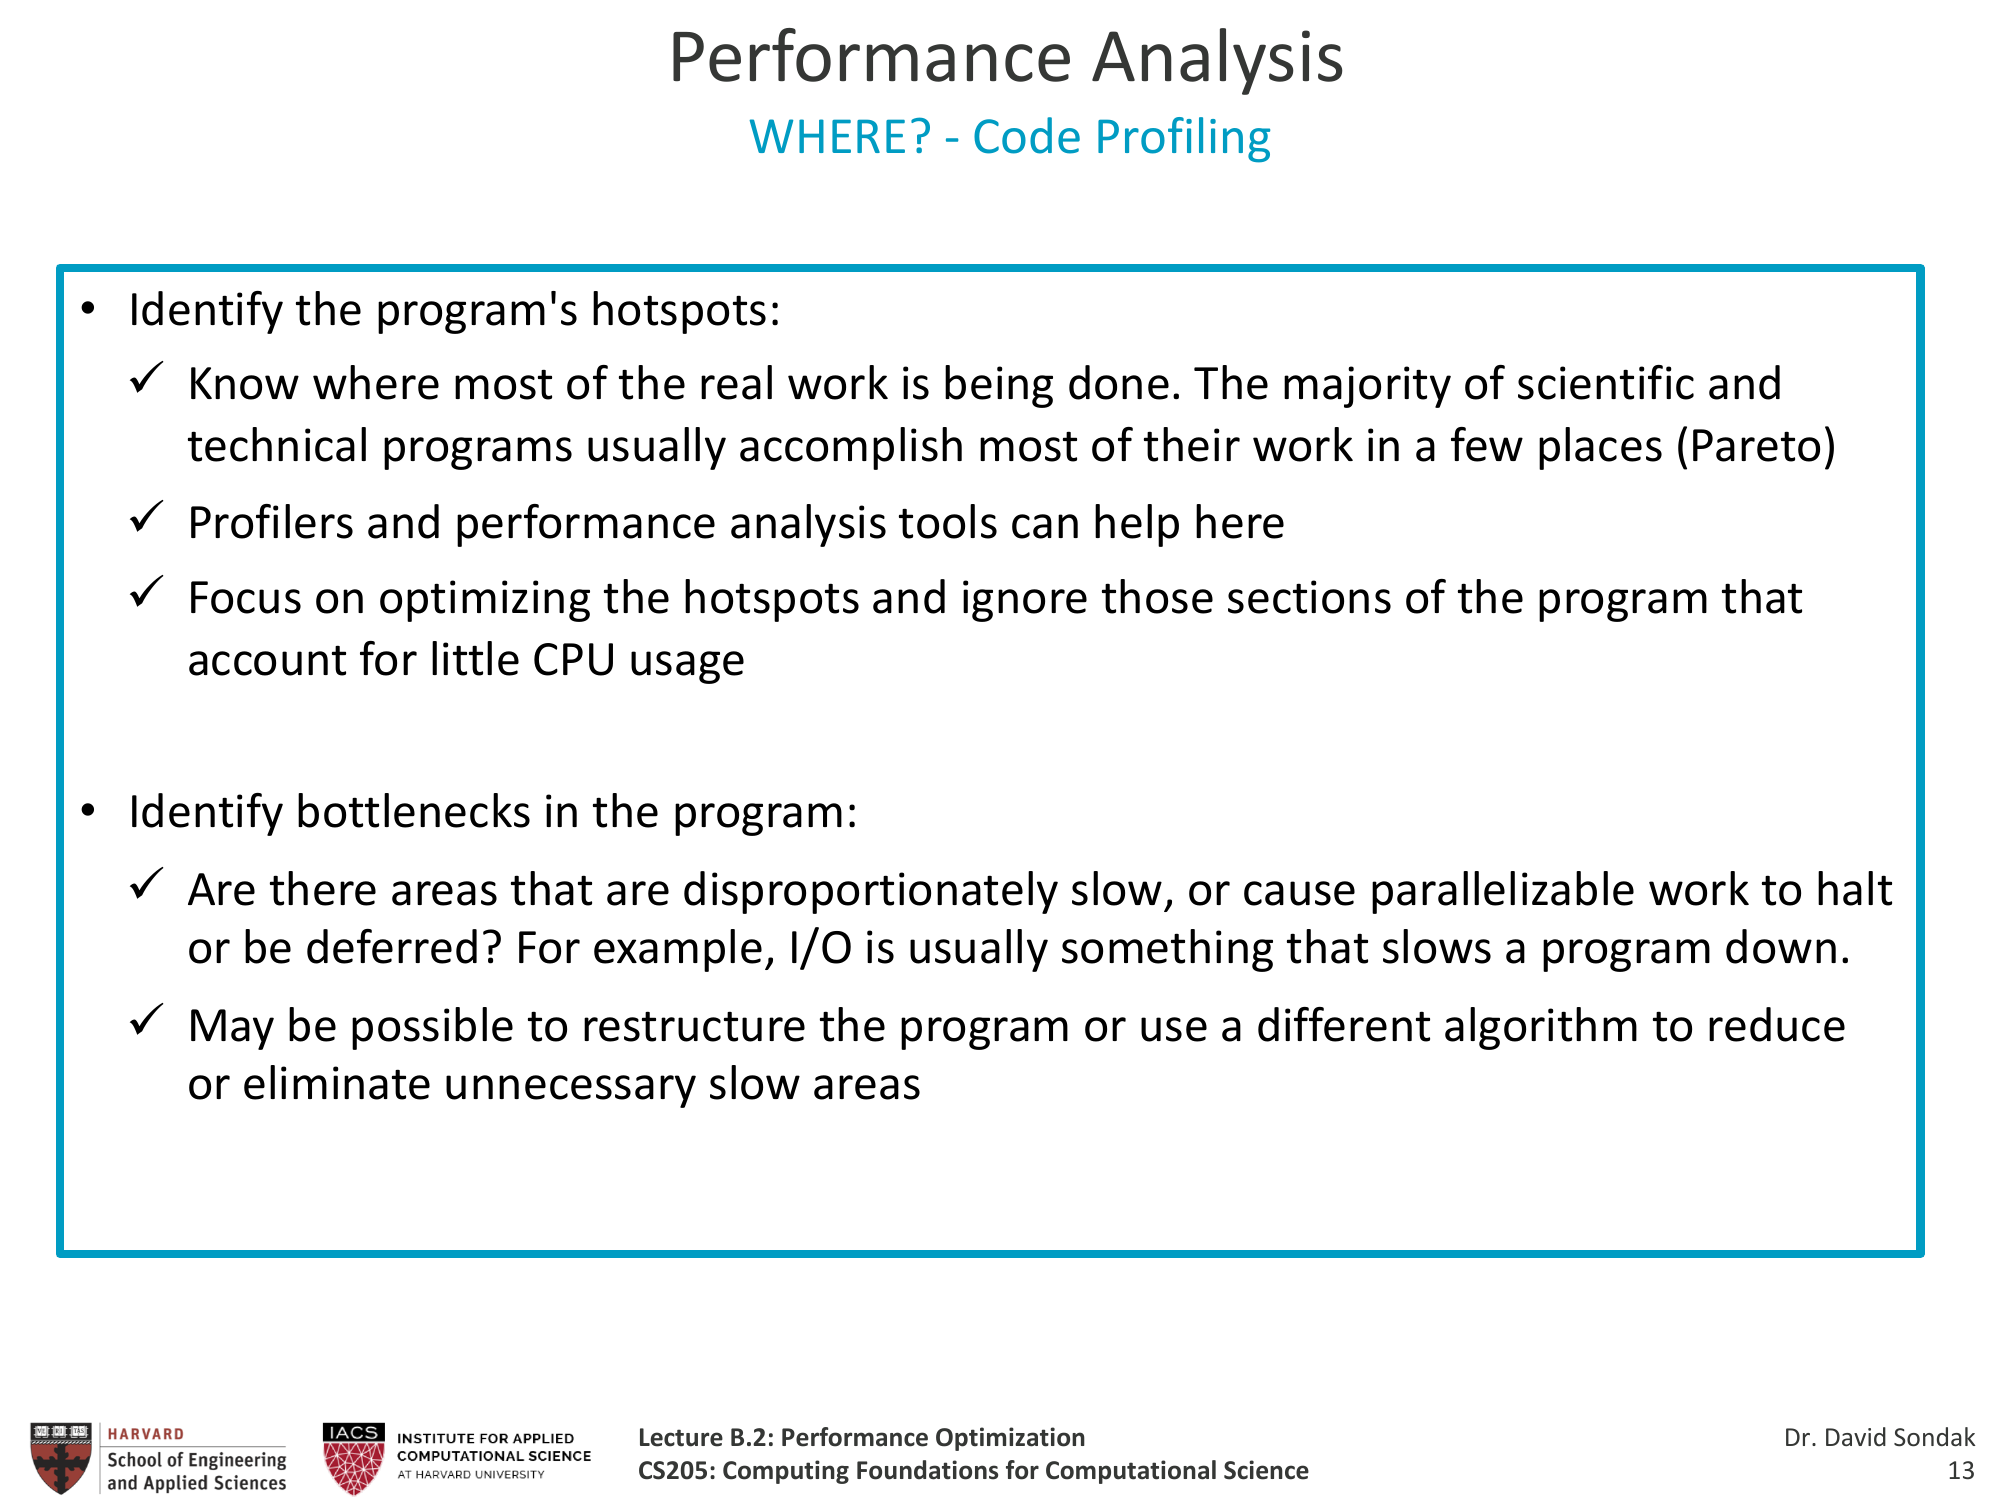 Performance Analysis
WHERE? - Code Profiling
• Identify the program's hotspots:
✓ Know where most of the real work is being done. The majority of scientific and
technical programs usually accomplish most of their work in a few places (Pareto)
✓ Profilers and performance analysis tools can help here
✓ Focus on optimizing the hotspots and ignore those sections of the program that
account for little CPU usage
• Identify bottlenecks in the program:
✓ Are there areas that are disproportionately slow, or cause parallelizable work to halt
or be deferred? For example, I/O is usually something that slows a program down.
✓ May be possible to restructure the program or use a different algorithm to reduce
or eliminate unnecessary slow areas
HARVARD
School of Engineering
and Applied Sciences
IACS
INSTITUTE FOR APPLIED
COMPUTATIONAL SCIENCE
AT HARVARD UNIVERSITY
Lecture B.2: Performance Optimization
CS205: Computing Foundations for Computational Science
Dr. David Sondak
13